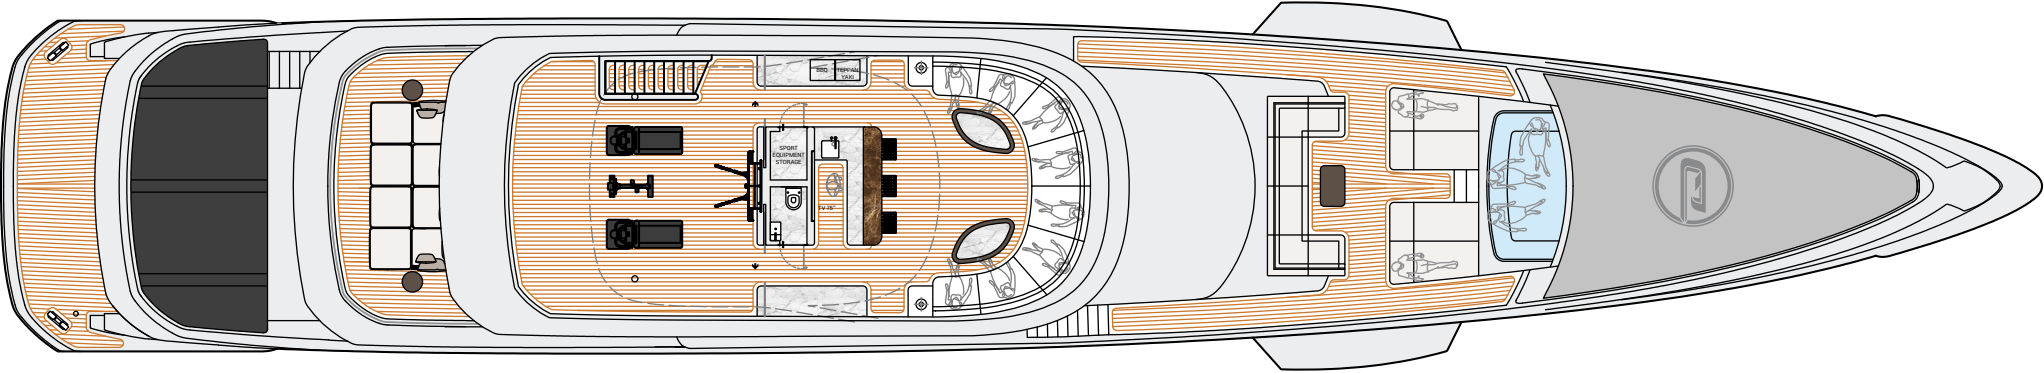 BBQ
TEPPAN
YAKI
SPORT
EQUIPMENT
STORAGE
TV 75"